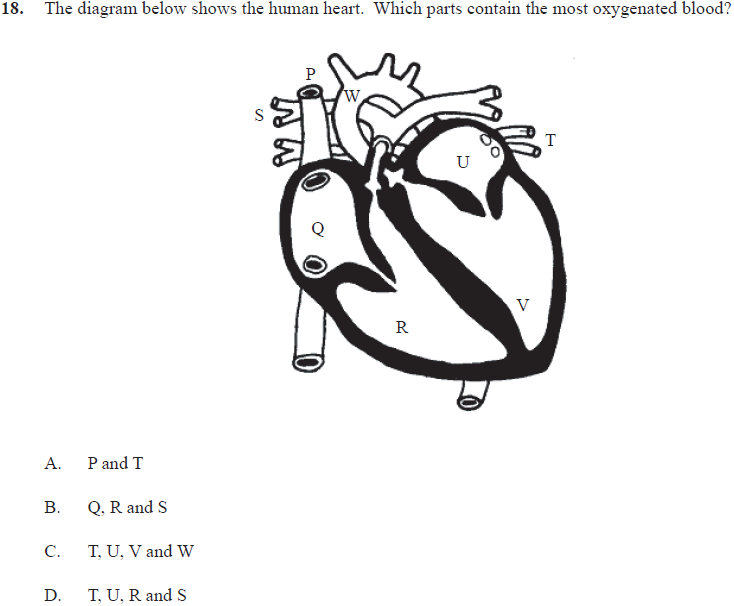 18. The diagram below shows the human heart. Which parts contain the most oxygenated blood?
P
W
S
T
U
Q
V
R
A. P and T
B. Q, R and S
C. T, U, V and W
D. T, U, R and S